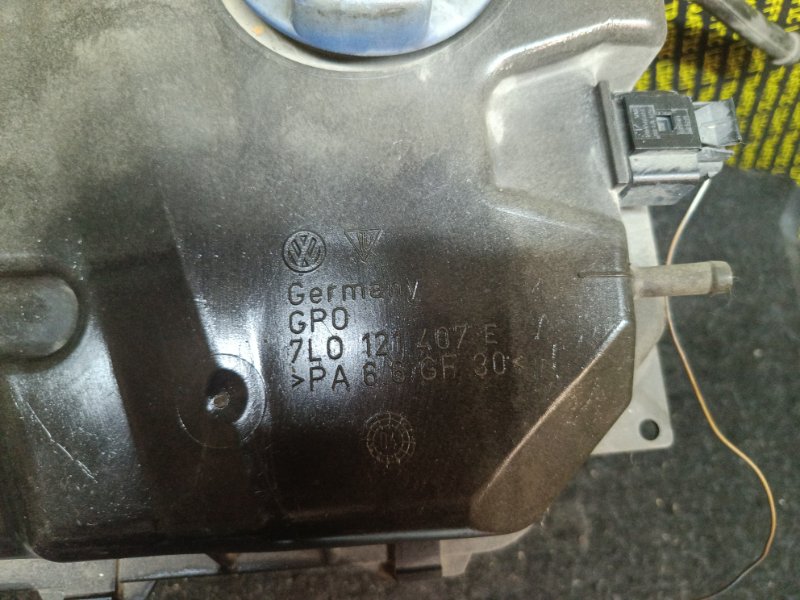 Germany
GPO
7L0 121 407 E
>PA 6 6 GF 30<